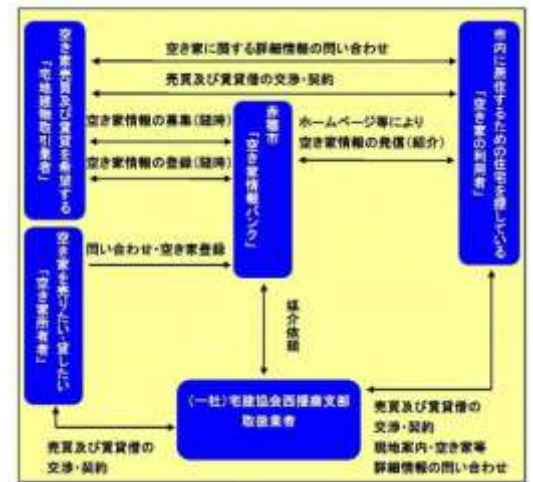 空き家売買及び賃貸を希望する
「宅地建物取引業者」
空き家に関する詳細情報の問い合わせ
売買及び賃貸借の交渉・契約
市内に居住するための住宅を探している
「空き家の利用者」
空き家情報の募集（随時）
空き家情報の登録（随時）
赤穂市
「空き家情報バンク」
ホームページ等により
空き家情報の発信（紹介）
空き家を売りたい・貸したい
「空き家所有者」
問い合わせ・空き家登録
媒介依頼
（一社）宅建協会西播磨支部
取扱業者
売買及び賃貸借の
交渉・契約
売買及び賃貸借の
交渉・契約
現地案内・空き家等
詳細情報の問い合わせ